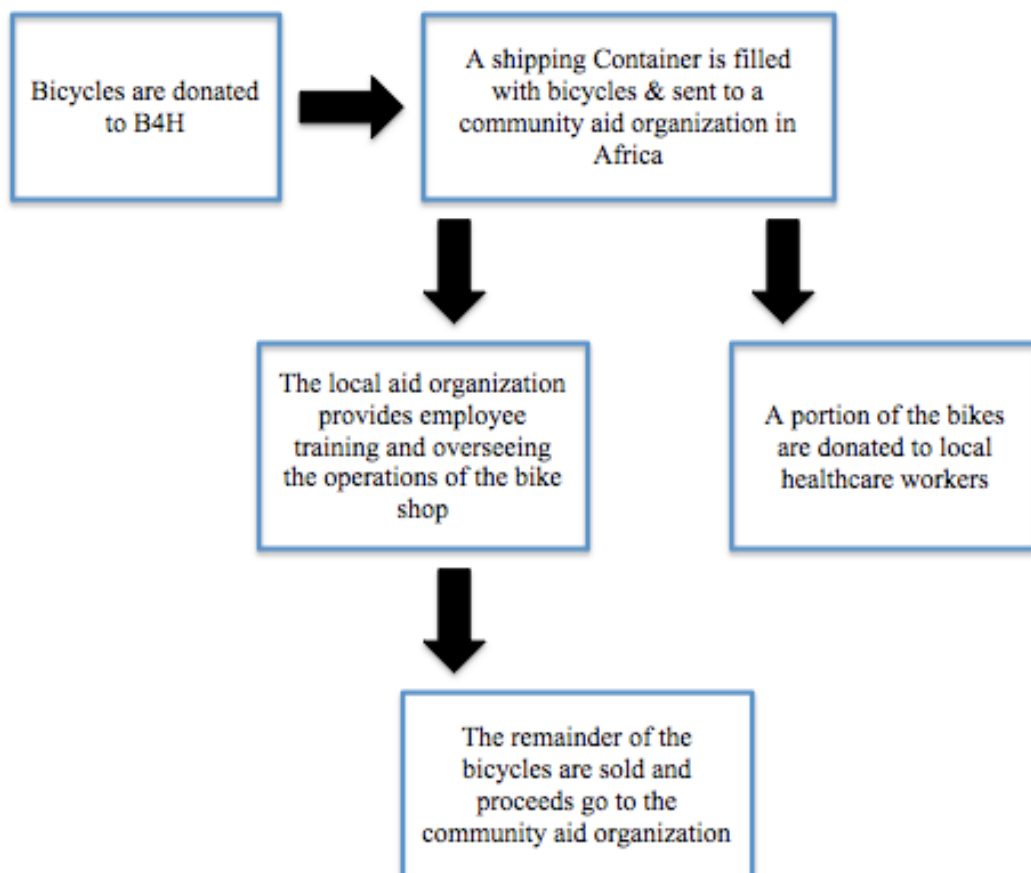 Bicycles are donated
to B4H
A shipping Container is filled
with bicycles & sent to a
community aid organization in
Africa
The local aid organization
provides employee
training and overseeing
the operations of the bike
shop
A portion of the bikes
are donated to local
healthcare workers
The remainder of the
bicycles are sold and
proceeds go to the
community aid organization